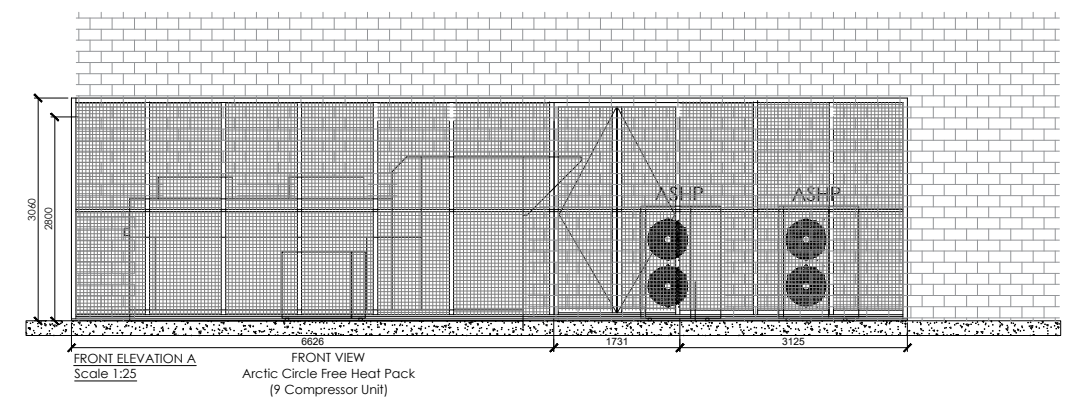 ASHP ASHP
3060
2800
6626 1731 3125
FRONT ELEVATION A
Scale 1:25
FRONT VIEW
Arctic Circle Free Heat Pack
(9 Compressor Unit)